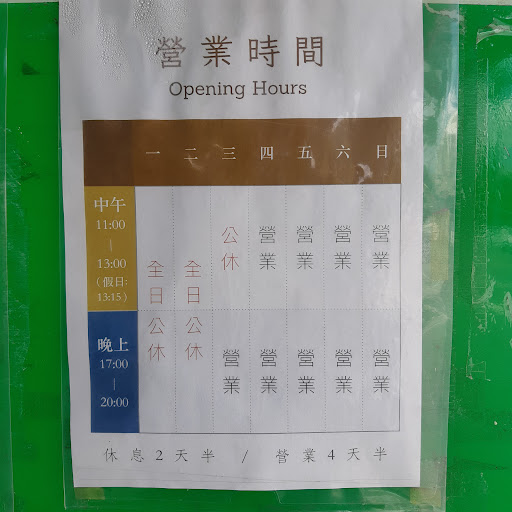 營業時間
Opening Hours
一 二 三 四 五 六 日
中午
11:00
|
13:00
(假日:
13:15)
公休 營業 營業 營業 營業
全日公休 全日公休
晚上
17:00
|
20:00
營業 營業 營業 營業 營業
休息2天半 / 營業4天半